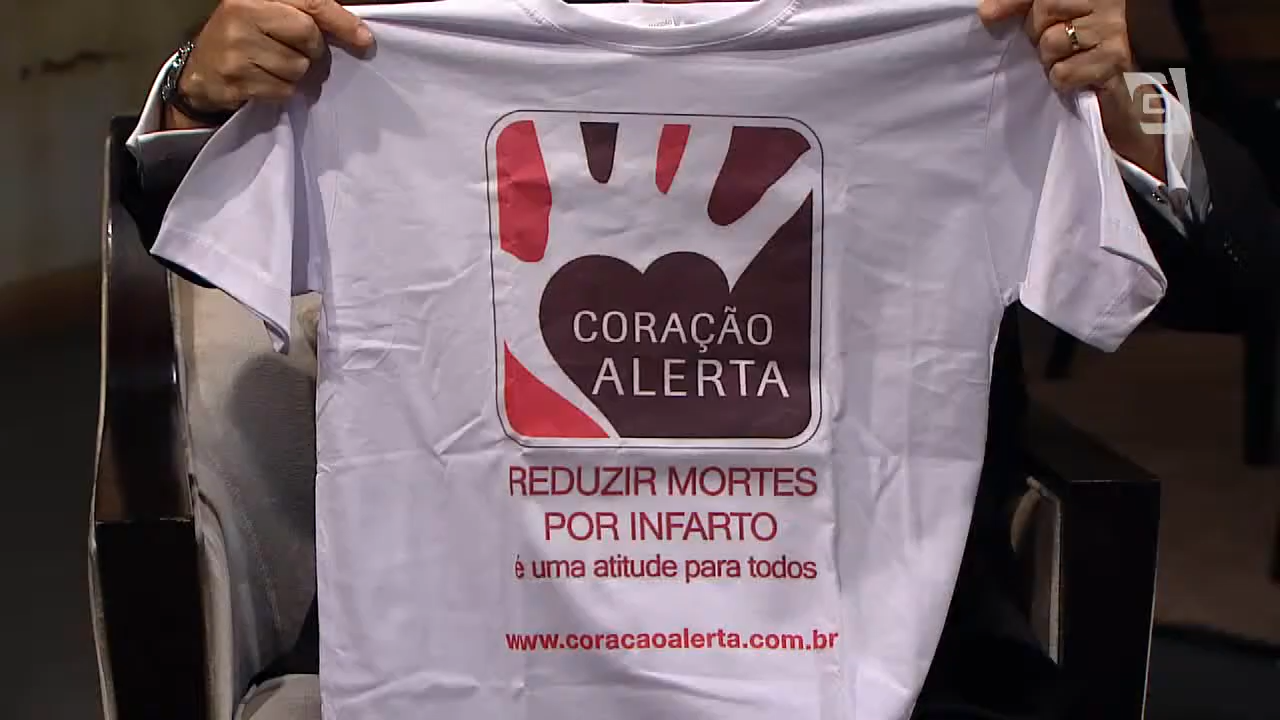 CORAÇÃO
ALERTA
REDUZIR MORTES
POR INFARTO
é uma atitude para todos
www.coracaoalerta.com.br